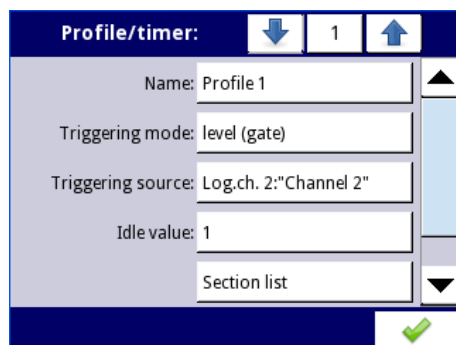 Profile/timer: 1
Name: Profile 1
Triggering mode: level (gate)
Triggering source: Log.ch. 2:"Channel 2"
Idle value: 1
Section list